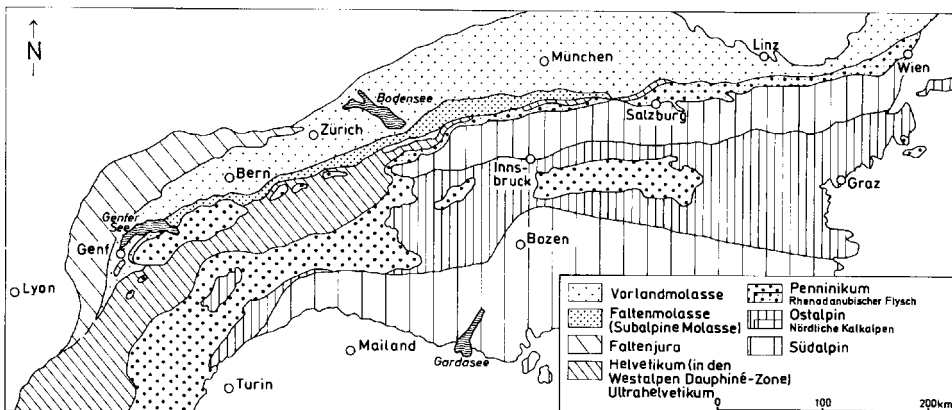 N
Linz
München
Wien
Bodensee
Salzburg
Zürich
Inns-
bruck
Bern
Graz
Genfer
See
Genf
Bozen
Lyon
Mailand
Gardasee
Turin
Vorlandmolasse
Faltenmolasse
(Subalpine Molasse)
Faltenjura
Helvetikum (in den
Westalpen Dauphiné-Zone)
Ultrahelvetikum
Penninikum
Rhenodanubischer Flysch
Ostalpin
Nördliche Kalkalpen
Südalpin
0 100 200km